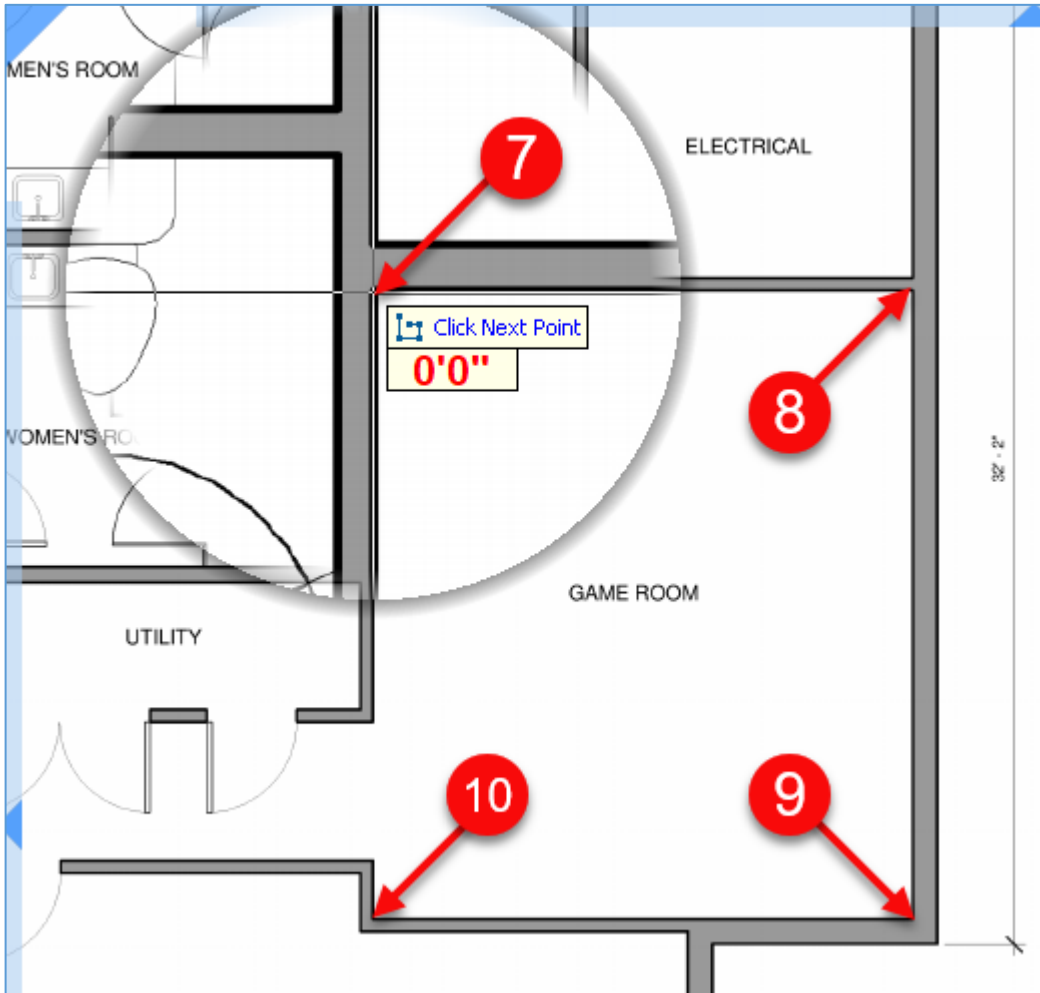 MEN'S ROOM
7
ELECTRICAL
Click Next Point
0'0"
8
WOMEN'S RO
32' - 2"
GAME ROOM
UTILITY
10
9